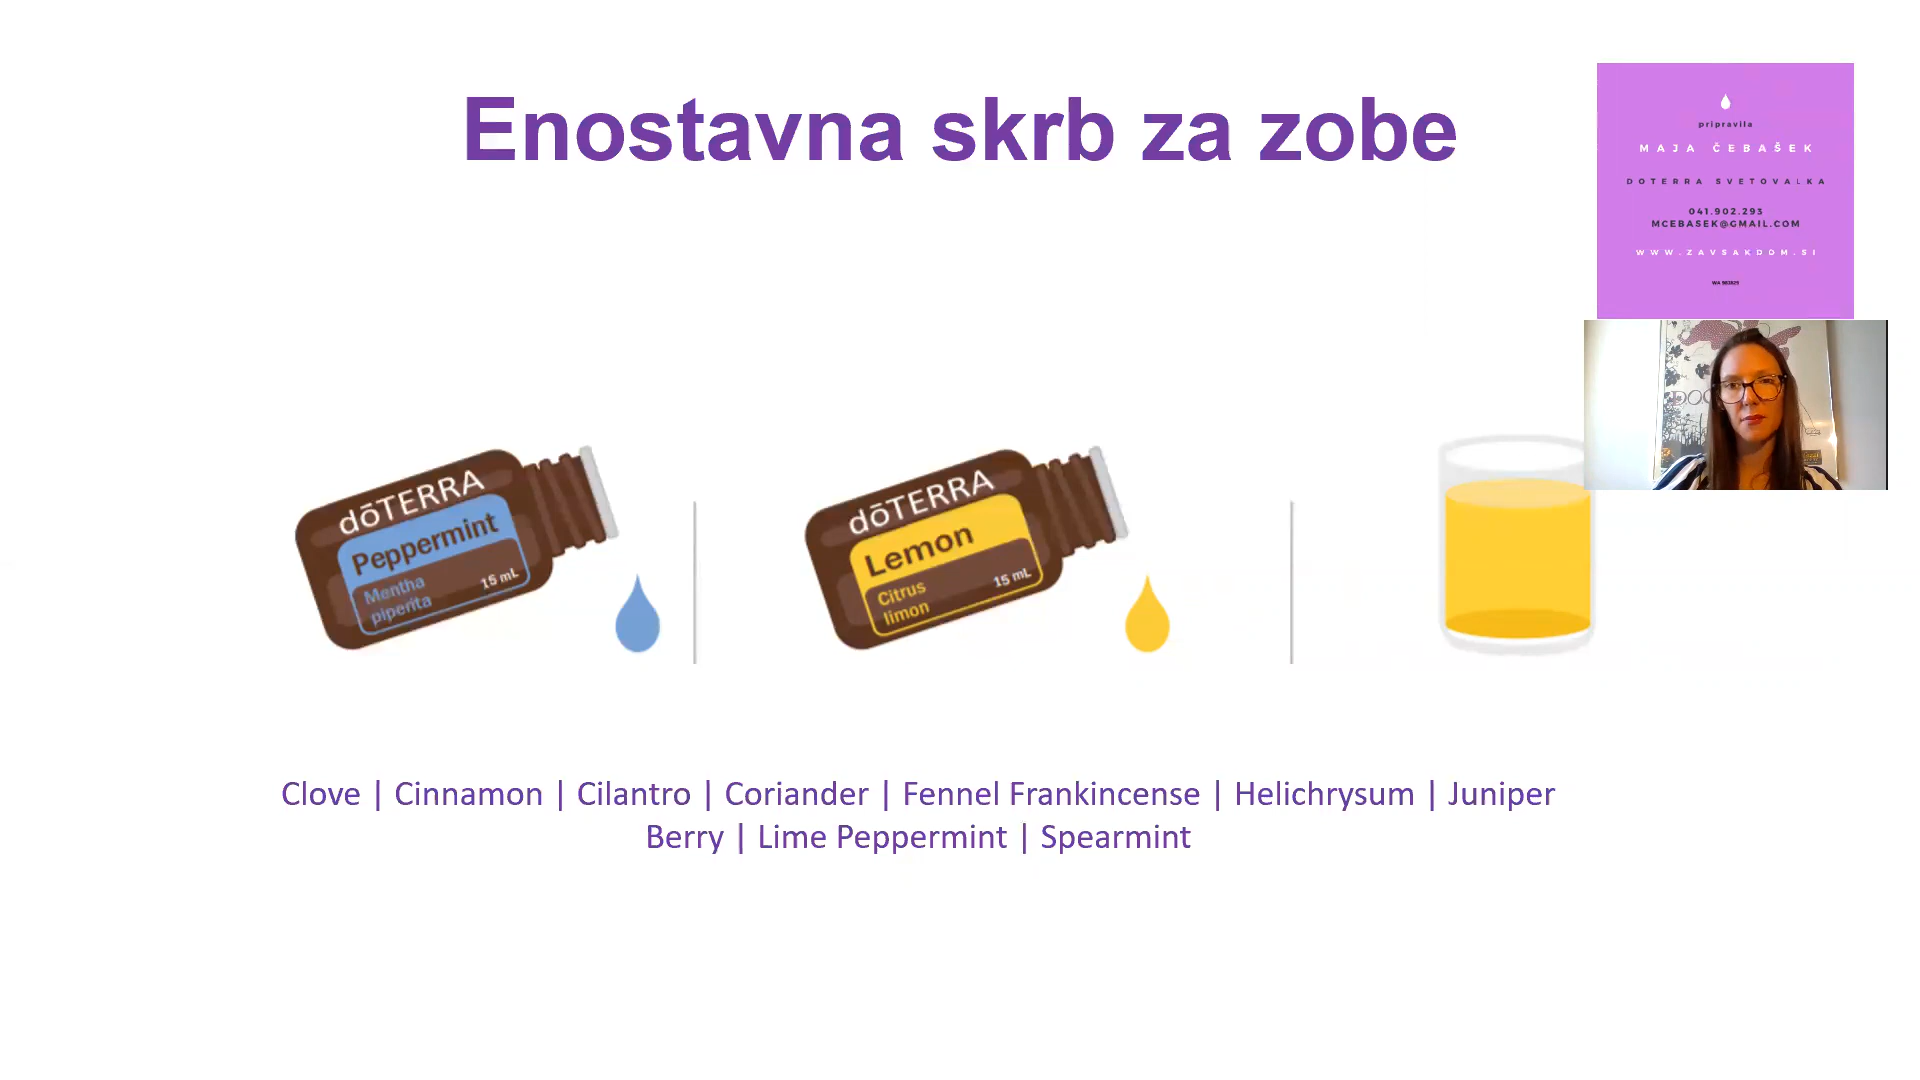 Enostavna skrb za zobe
pripravila
MAJA ČEBAŠEK
DOTERRA SVETOVALKA
041.902.293
MCEBASEK@GMAIL.COM
WWW.ZAVSAKDOM.SI
dōTERRA
Peppermint
Mentha
piperita
15 mL
dōTERRA
Lemon
Citrus
limon
15 mL
Clove | Cinnamon | Cilantro | Coriander | Fennel Frankincense | Helichrysum | Juniper
Berry | Lime Peppermint | Spearmint